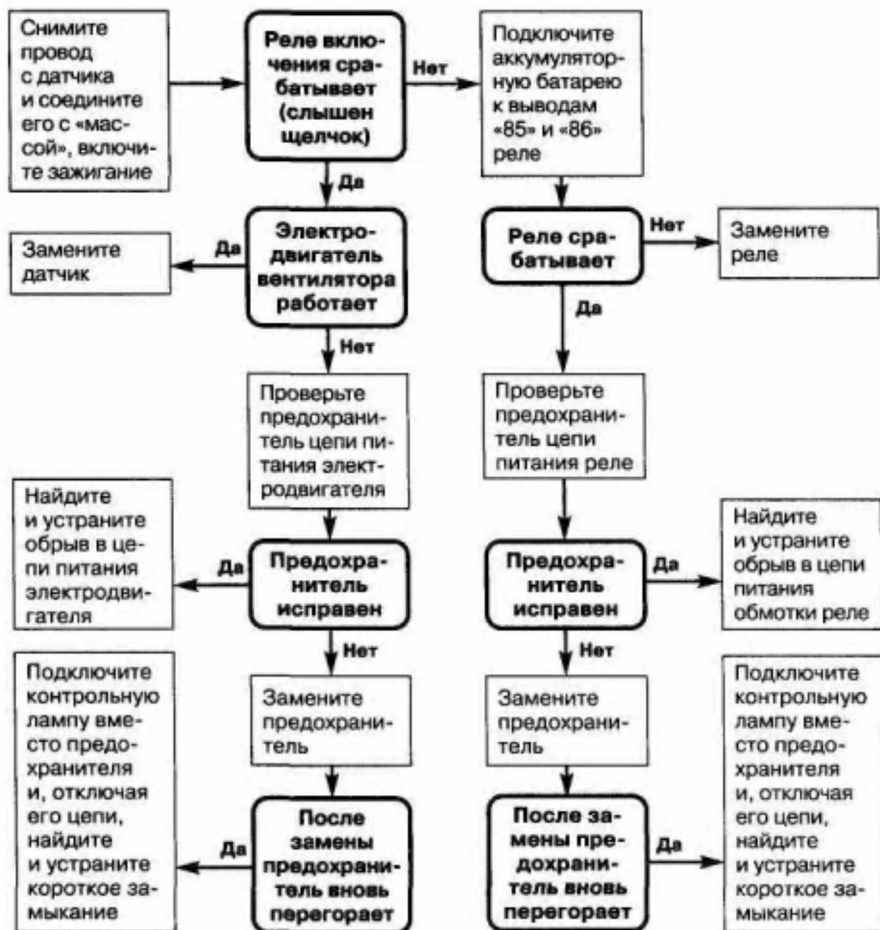 Снимите
провод
с датчика
и соедините
его с «мас-
сой», включи-
те зажигание
Реле вклю-
чения сра-
батывает
(слышен
щелчок)
Нет
Подключите
аккумулятор-
ную батарею
к выводам
«85» и «86»
реле
Да
Замените
датчик
Да
Электро-
двигатель
вентилятора
работает
Реле сра-
батывает
Нет
Замените
реле
Нет
Да
Проверьте
предохрани-
тель цепи пи-
тания элект-
родвигателя
Проверьте
предохрани-
тель цепи
питания реле
Найдите
и устраните
обрыв в це-
пи питания
электродви-
гателя
Да
Предохра-
нитель
исправен
Предохра-
нитель
исправен
Да
Найдите
и устраните
обрыв в цепи
питания
обмотки реле
Нет
Нет
Подключите
контрольную
лампу вме-
сто предо-
хранителя
и, отключая
его цепи,
найдите
и устраните
короткое за-
мыкание
Замените
предохрани-
тель
Замените
предохрани-
тель
Подключите
контрольную
лампу вме-
сто предо-
хранителя
и, отключая
его цепи,
найдите
и устраните
короткое за-
мыкание
Да
После
замены
предохрани-
тель вновь
перегорает
После за-
мены пре-
дохрани-
тель вновь
перегорает
Да